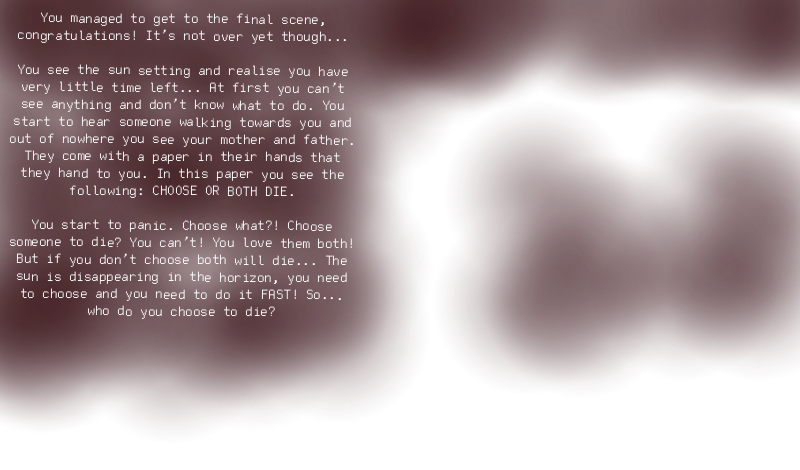 You managed to get to the final scene,
congratulations! It's not over yet though...
You see the sun setting and realise you have
very little time left... At first you can't
see anything and don't know what to do. You
start to hear someone walking towards you and
out of nowhere you see your mother and father.
They come with a paper in their hands that
they hand to you. In this paper you see the
following: CHOOSE OR BOTH DIE.
You start to panic. Choose what?! Choose
someone to die? You can't! You love them both!
But if you don't choose both will die... The
sun is disappearing in the horizon, you need
to choose and you need to do it FAST! So...
who do you choose to die?